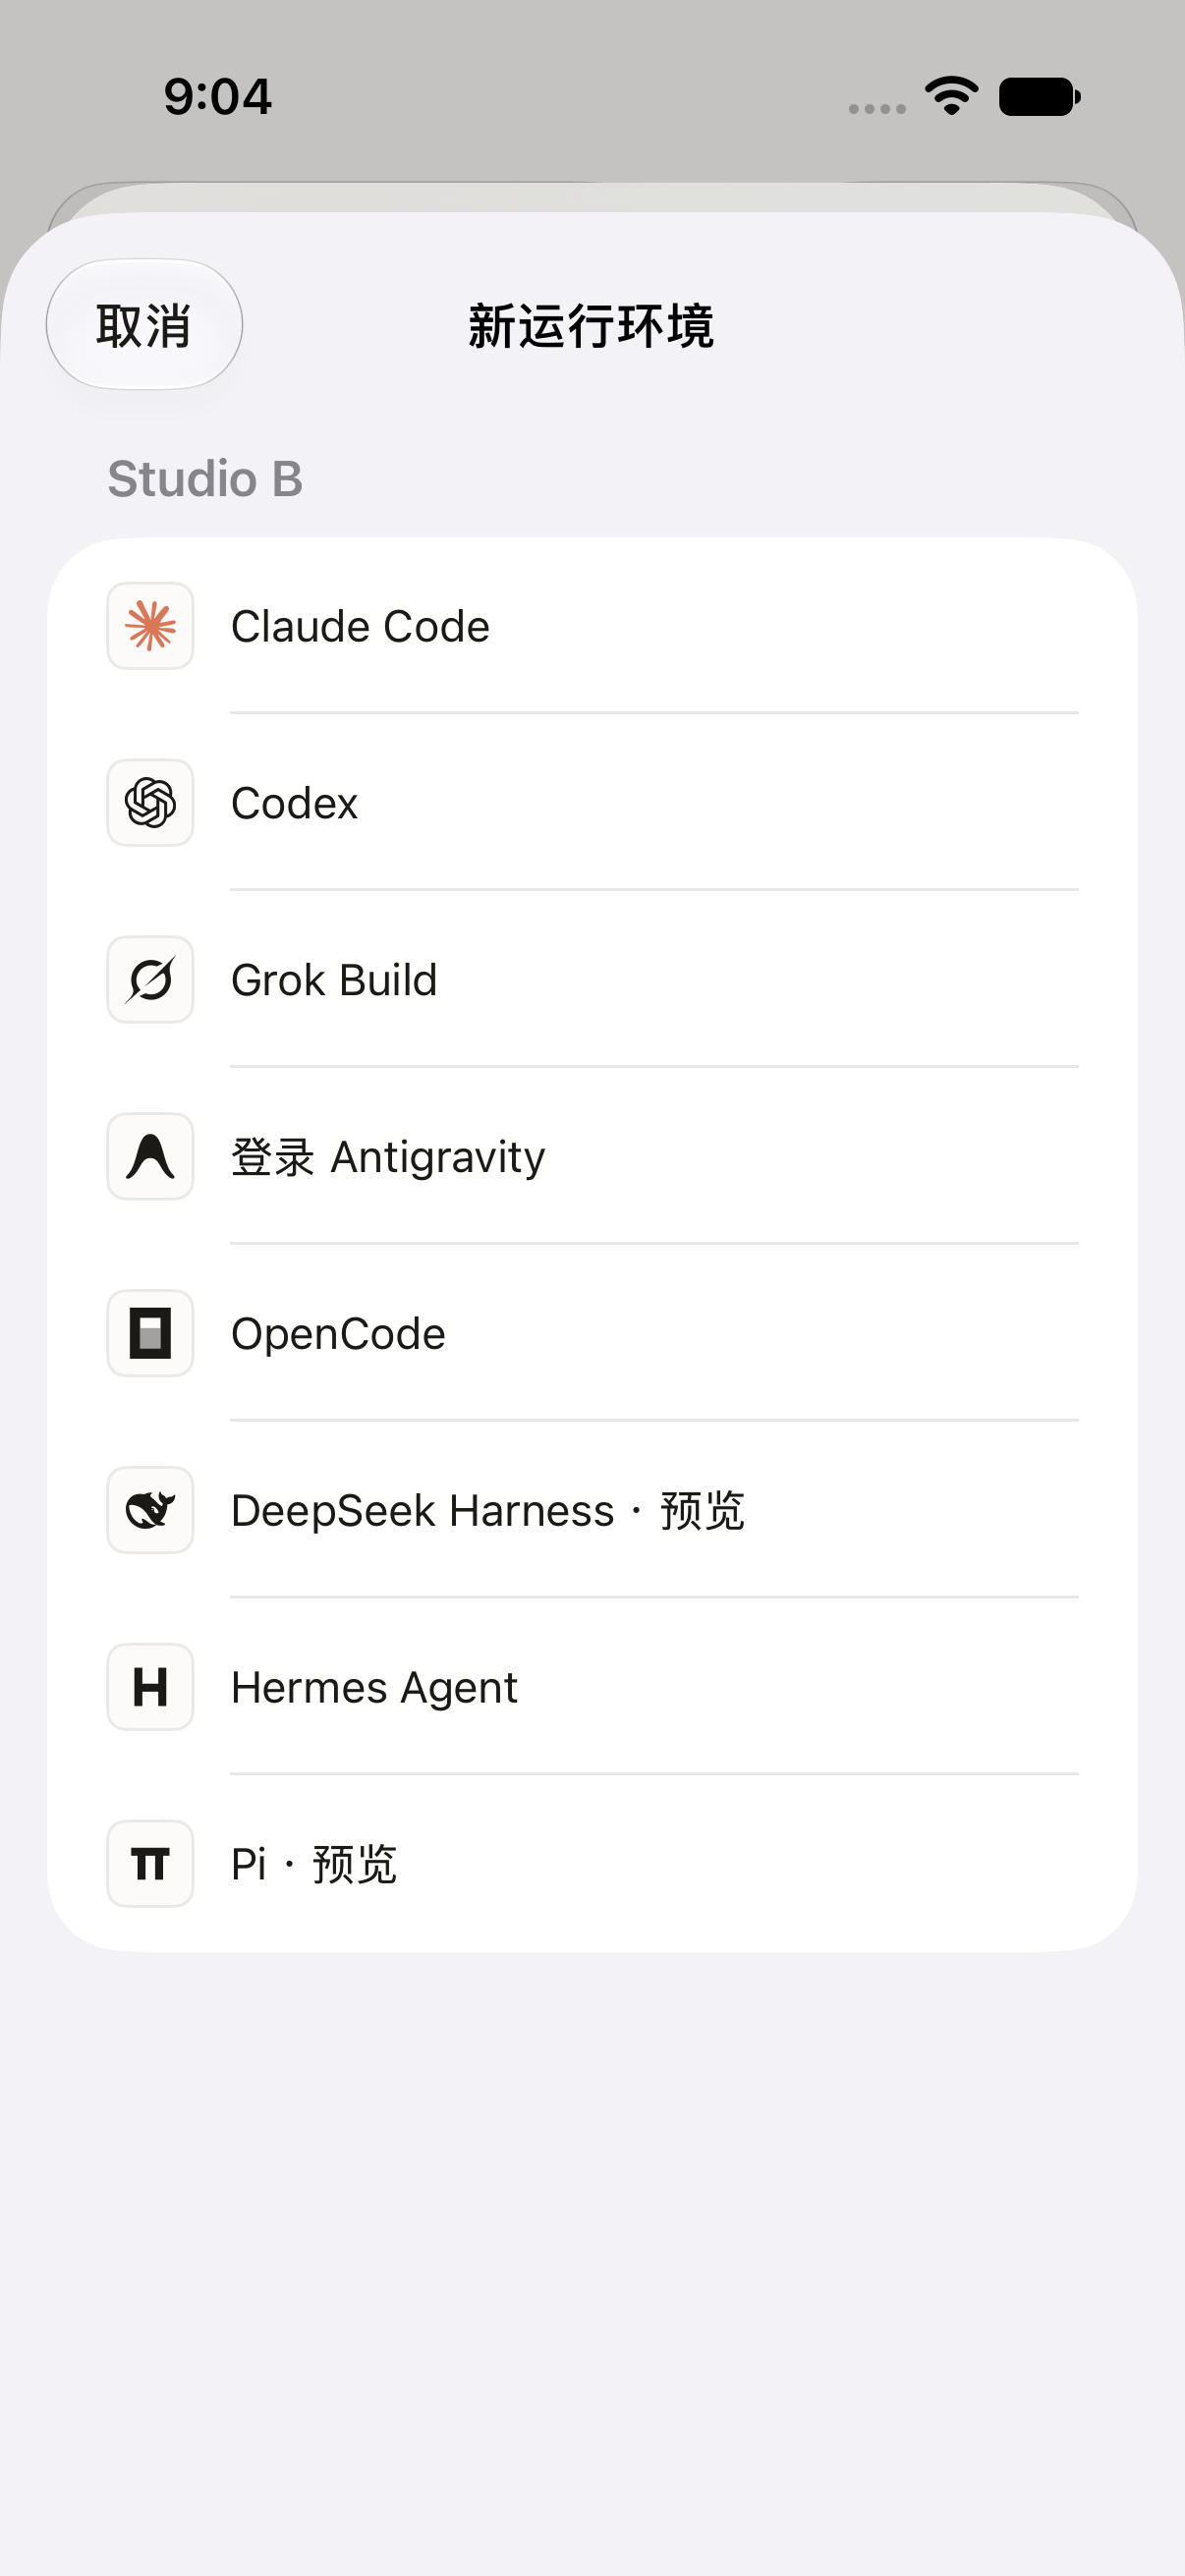 9:04
取消
新运行环境
Studio B
Claude Code
Codex
Grok Build
登录 Antigravity
OpenCode
DeepSeek Harness · 预览
Hermes Agent
Pi · 预览